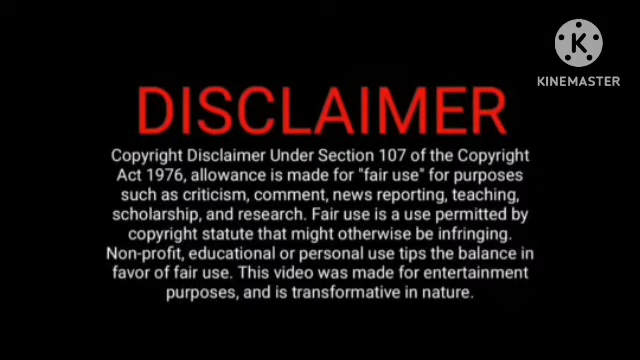 K
KINEMASTER
DISCLAIMER
Copyright Disclaimer Under Section 107 of the Copyright
Act 1976, allowance is made for "fair use" for purposes
such as criticism, comment, news reporting, teaching,
scholarship, and research. Fair use is a use permitted by
copyright statute that might otherwise be infringing.
Non-profit, educational or personal use tips the balance in
favor of fair use. This video was made for entertainment
purposes, and is transformative in nature.